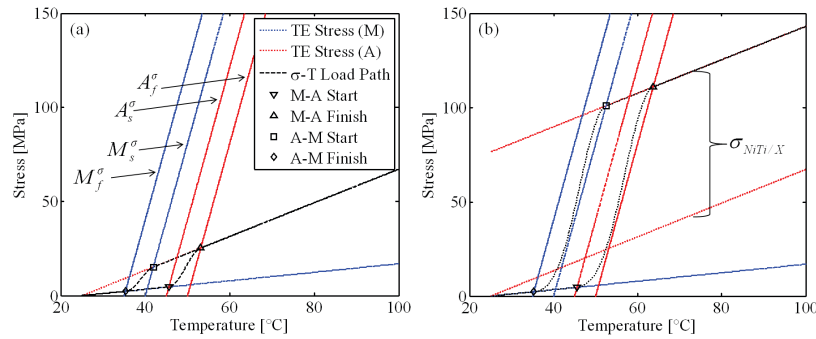 150
100
50
0
Stress [MPa]
20
40
60
80
100
Temperature [°C]
(a)
TE Stress (M)
TE Stress (A)
σ-T Load Path
M-A Start
M-A Finish
A-M Start
A-M Finish
A_f^σ
A_s^σ
M_s^σ
M_f^σ
150
100
50
0
Stress [MPa]
20
40
60
80
100
Temperature [°C]
(b)
σ_NiTi/X